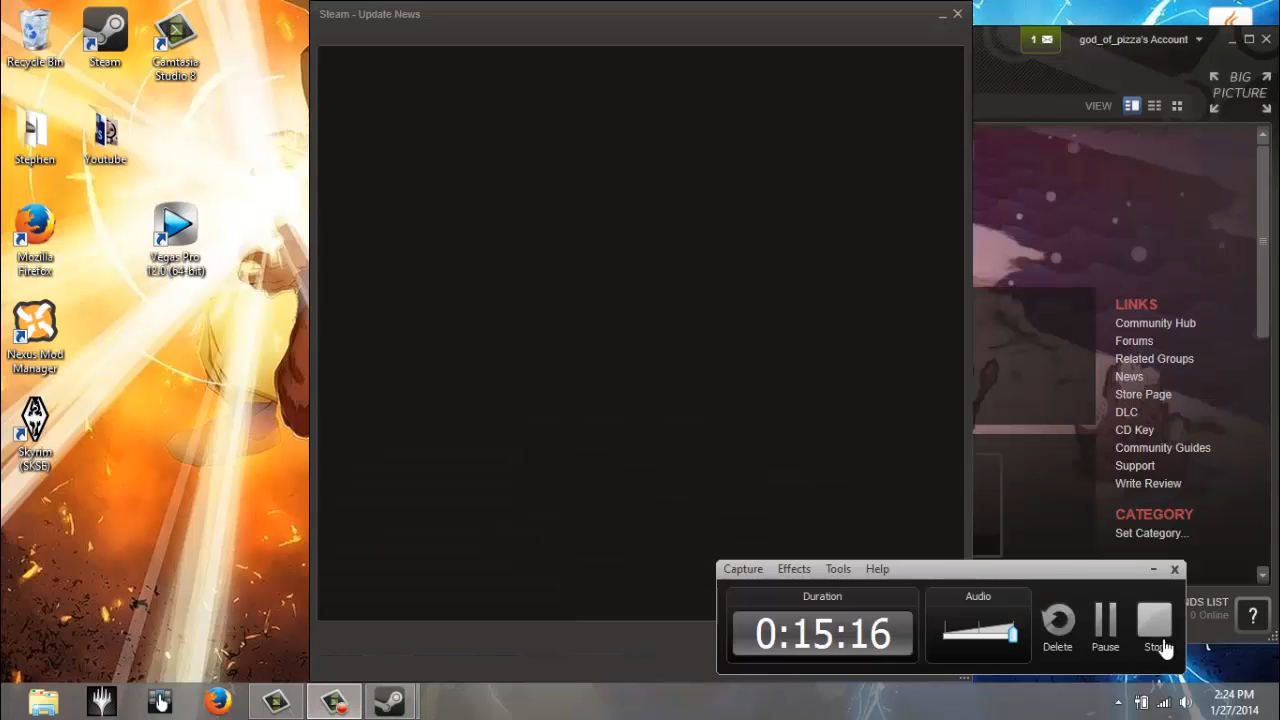 Recycle Bin
Steam
Camtasia
Studio 8
Stephen
Youtube
Mozilla
Firefox
Vegas Pro
12.0 (64-bit)
Nexus Mod
Manager
Skyrim
(SKSE)
Steam - Update News
1
god_of_pizza's Account
BIG
PICTURE
VIEW
LINKS
Community Hub
Forums
Related Groups
News
Store Page
DLC
CD Key
Community Guides
Support
Write Review
CATEGORY
Set Category...
NDS LIST
0 Online
?
Capture Effects Tools Help
Duration
0:15:16
Audio
Delete
Pause
Stop
2:24 PM
1/27/2014